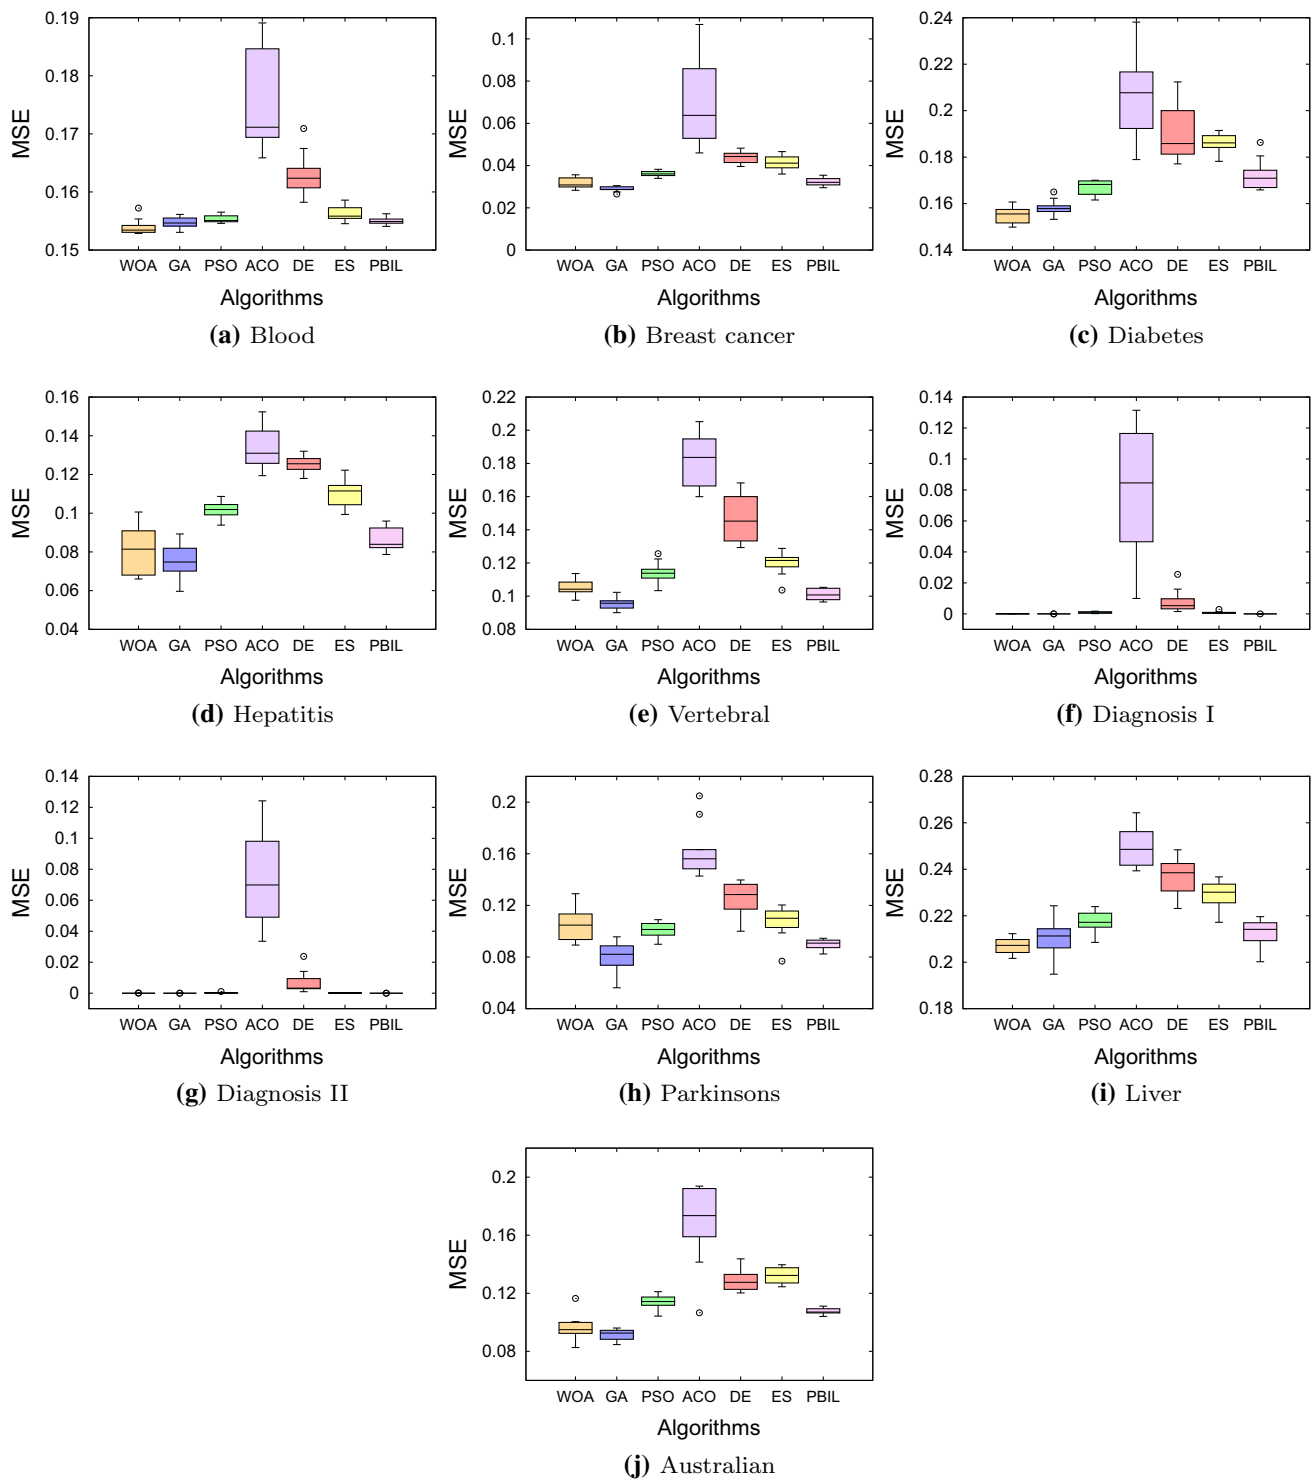 0.19
0.18
0.17
0.16
0.15
MSE
WOA GA PSO ACO DE ES PBIL
Algorithms
(a) Blood
0.1
0.08
0.06
0.04
0.02
0
MSE
WOA GA PSO ACO DE ES PBIL
Algorithms
(b) Breast cancer
0.24
0.22
0.2
0.18
0.16
0.14
MSE
WOA GA PSO ACO DE ES PBIL
Algorithms
(c) Diabetes
0.16
0.14
0.12
0.1
0.08
0.06
0.04
MSE
WOA GA PSO ACO DE ES PBIL
Algorithms
(d) Hepatitis
0.22
0.2
0.18
0.16
0.14
0.12
0.1
0.08
MSE
WOA GA PSO ACO DE ES PBIL
Algorithms
(e) Vertebral
0.14
0.12
0.1
0.08
0.06
0.04
0.02
0
MSE
WOA GA PSO ACO DE ES PBIL
Algorithms
(f) Diagnosis I
0.14
0.12
0.1
0.08
0.06
0.04
0.02
0
MSE
WOA GA PSO ACO DE ES PBIL
Algorithms
(g) Diagnosis II
0.2
0.16
0.12
0.08
0.04
MSE
WOA GA PSO ACO DE ES PBIL
Algorithms
(h) Parkinsons
0.28
0.26
0.24
0.22
0.2
0.18
MSE
WOA GA PSO ACO DE ES PBIL
Algorithms
(i) Liver
0.2
0.16
0.12
0.08
MSE
WOA GA PSO ACO DE ES PBIL
Algorithms
(j) Australian